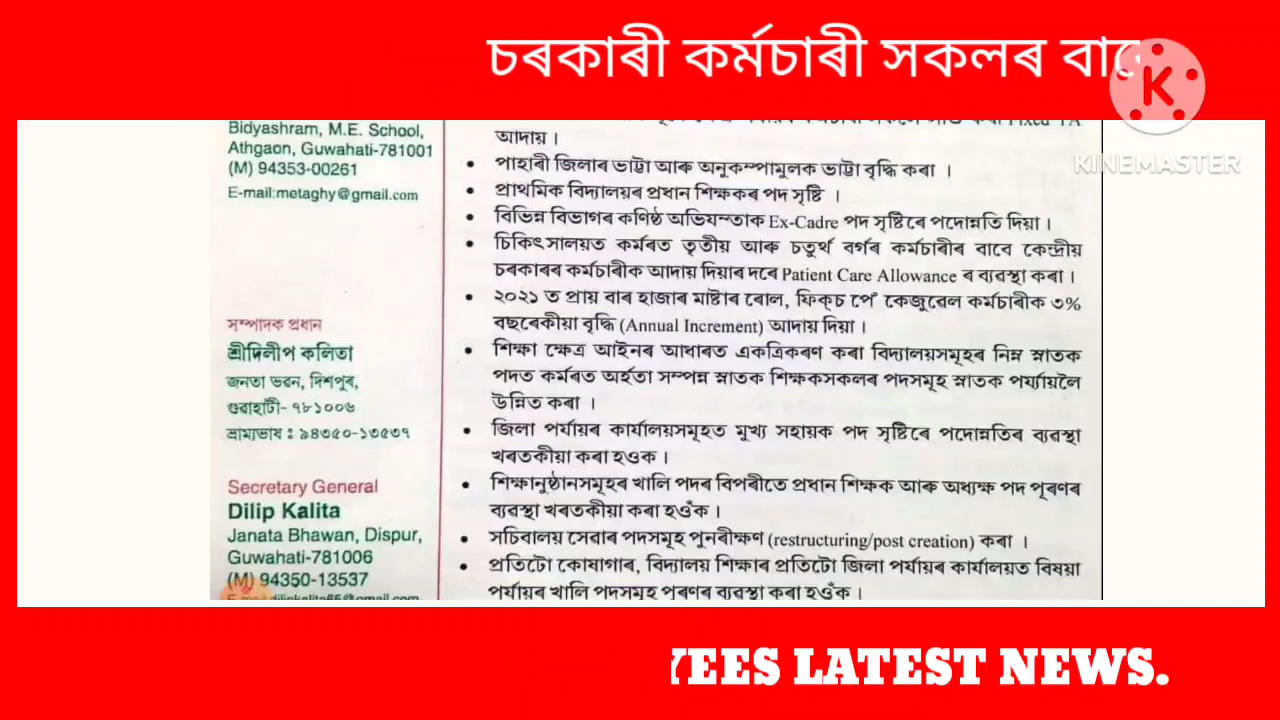 চৰকাৰী কৰ্মচাৰী সকলৰ
KINEMASTER
Bidyashram, M.E. School,
Athgaon, Guwahati-781001
(M) 94353-00261
E-mail:metaghy@gmail.com
সম্পাদক প্ৰধান
শ্ৰীদিলীপ কলিতা
জনতা ভৱন, দিশপুৰ,
গুৱাহাটী- ৭৮১০০৬
ভ্ৰাম্যভাষ : ৯৪৩৫০-১৩৫৩৭
Secretary General
Dilip Kalita
Janata Bhawan, Dispur,
Guwahati-781006
(M) 94350-13537
Fixed TA
আদায় ।
• পাহাৰী জিলাৰ ভাট্টা আৰু অনুকম্পামুলক ভাট্টা বৃদ্ধি কৰা ।
• প্ৰাথমিক বিদ্যালয়ৰ প্ৰধান শিক্ষকৰ পদ সৃষ্টি ।
• বিভিন্ন বিভাগৰ কণিষ্ঠ অভিযন্তাক Ex-Cadre পদ সৃষ্টিৰে পদোন্নতি দিয়া ।
• চিকিৎসালয়ত কৰ্মৰত তৃতীয় আৰু চতুৰ্থ বৰ্গৰ কৰ্মচাৰীৰ বাবে কেন্দ্ৰীয়
চৰকাৰৰ কৰ্মচাৰীক আদায় দিয়াৰ দৰে Patient Care Allowance ৰ ব্যৱস্থা কৰা ।
• ২০২১ ত প্ৰায় বাৰ হাজাৰ মাষ্টাৰ ৰোল, ফিক্চ পে' কেজুৱেল কৰ্মচাৰীক ৩%
বছৰেকীয়া বৃদ্ধি (Annual Increment) আদায় দিয়া ।
• শিক্ষা ক্ষেত্ৰ আইনৰ আধাৰত একত্ৰিকৰণ কৰা বিদ্যালয়সমূহৰ নিম্ন স্নাতক
পদত কৰ্মৰত অৰ্হতা সম্পন্ন স্নাতক শিক্ষকসকলৰ পদসমূহ স্নাতক পৰ্য্যায়লৈ
উন্নিত কৰা ।
• জিলা পৰ্যায়ৰ কাৰ্যালয়সমূহত মুখ্য সহায়ক পদ সৃষ্টিৰে পদোন্নতিৰ ব্যৱস্থা
খৰতকীয়া কৰা হওক ।
• শিক্ষানুষ্ঠানসমূহৰ খালি পদৰ বিপৰীতে প্ৰধান শিক্ষক আৰু অধ্যক্ষ পদ পূৰণৰ
ব্যৱস্থা খৰতকীয়া কৰা হওঁক ।
• সচিবালয় সেৱাৰ পদসমূহ পুনৰীক্ষণ (restructuring/post creation) কৰা ।
• প্ৰতিটো কোষাগাৰ, বিদ্যালয় শিক্ষাৰ প্ৰতিটো জিলা পৰ্যায়ৰ কাৰ্যালয়ত বিষয়া
পৰ্যায়ৰ খালি পদসমূহ পূৰণৰ ব্যৱস্থা কৰা হওঁক ।
YEES LATEST NEWS.